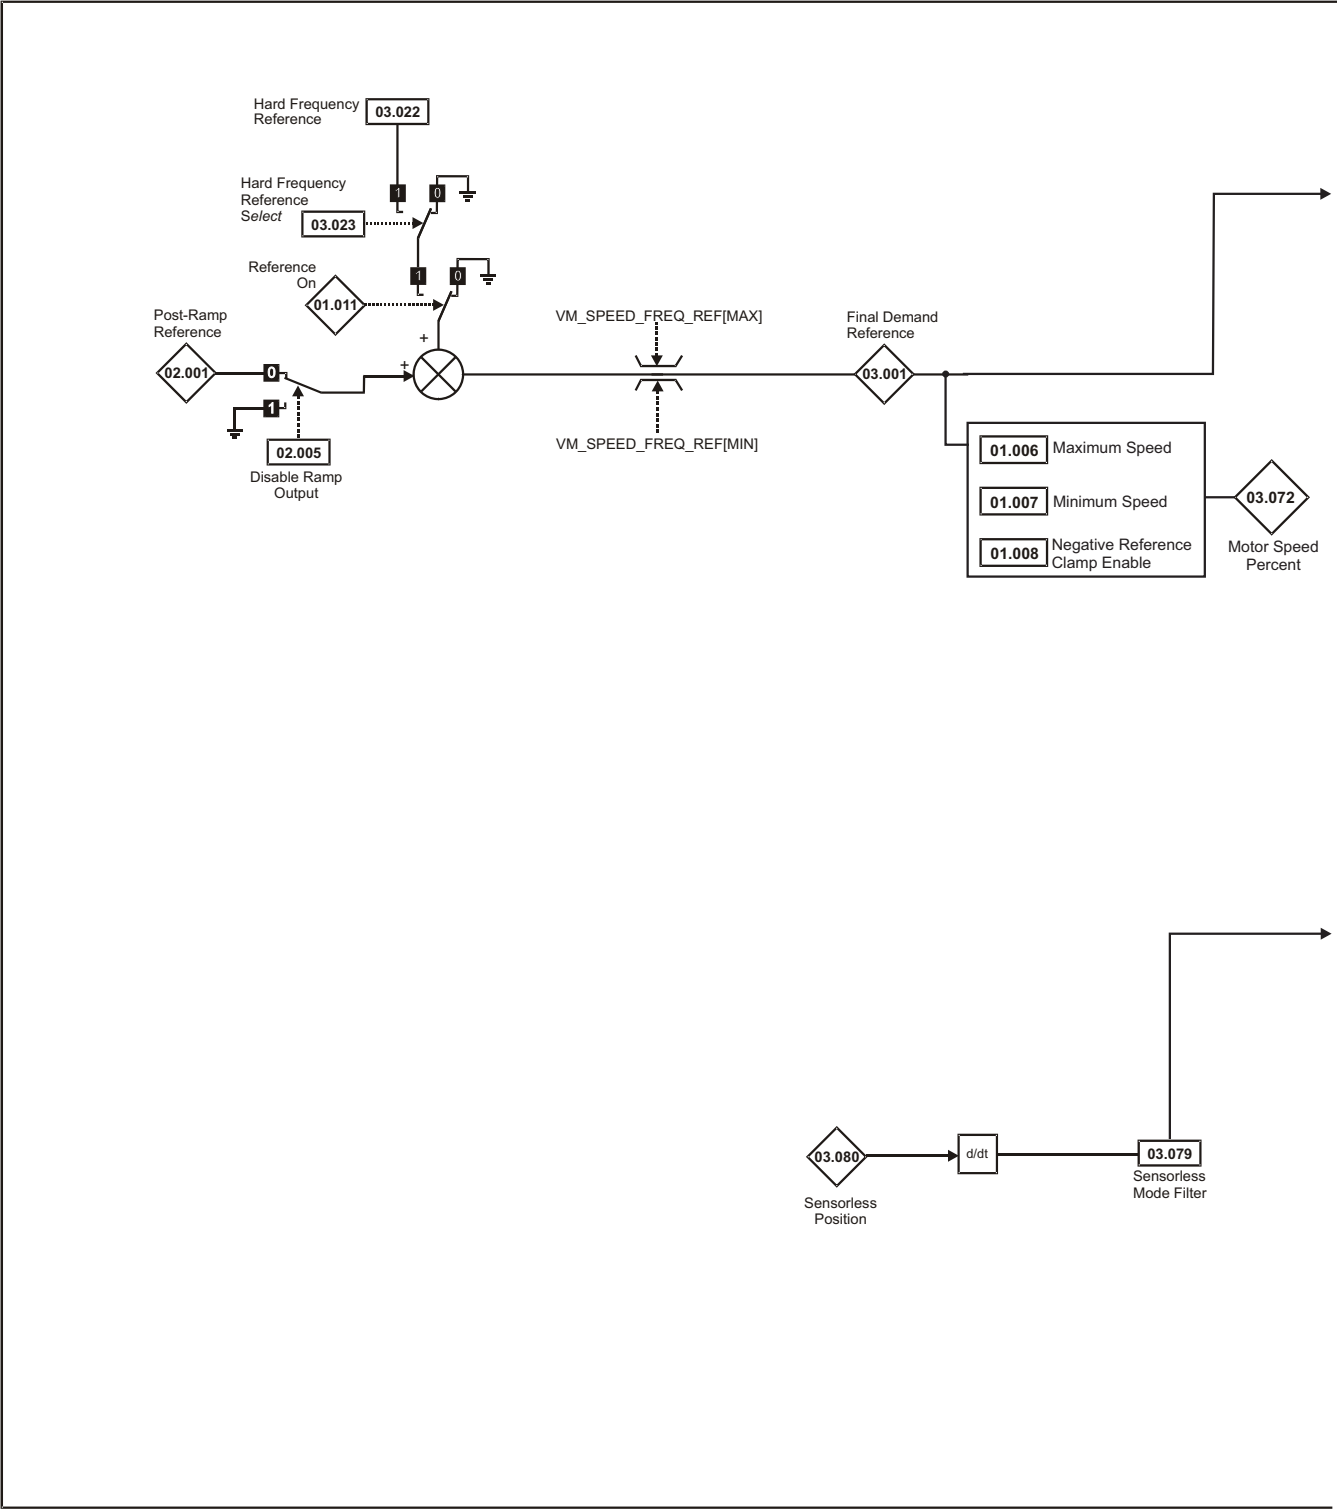 Hard Frequency
Reference
03.022
1
0
Hard Frequency
Reference
Select
03.023
Reference
On
1
0
01.011
+
Post-Ramp
Reference
02.001
0
+
1
02.005
Disable Ramp
Output
VM_SPEED_FREQ_REF[MAX]
VM_SPEED_FREQ_REF[MIN]
Final Demand
Reference
03.001
01.006 Maximum Speed
01.007 Minimum Speed
01.008 Negative Reference
Clamp Enable
03.072
Motor Speed
Percent
03.080
Sensorless
Position
d/dt
03.079
Sensorless
Mode Filter